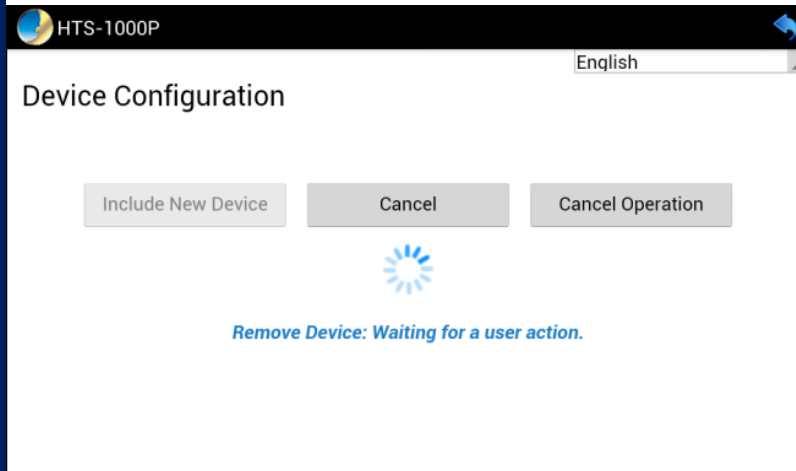 HTS-1000P
English
Device Configuration
Include New Device
Cancel
Cancel Operation
Remove Device: Waiting for a user action.